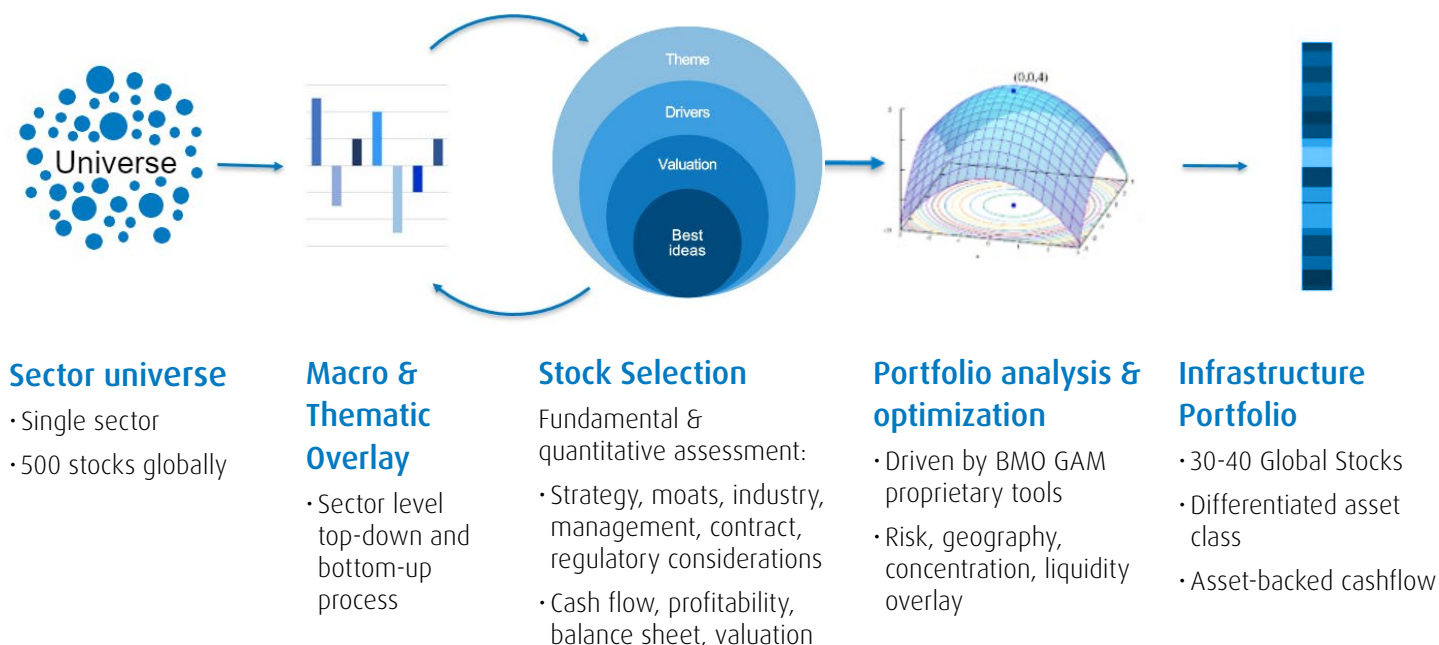 Universe
Theme
Drivers
Valuation
Best
ideas
(0,0,4)
Sector universe
· Single sector
· 500 stocks globally
Macro &
Thematic
Overlay
· Sector level
top-down and
bottom-up
process
Stock Selection
Fundamental &
quantitative assessment:
· Strategy, moats, industry,
management, contract,
regulatory considerations
· Cash flow, profitability,
balance sheet, valuation
Portfolio analysis &
optimization
· Driven by BMO GAM
proprietary tools
· Risk, geography,
concentration, liquidity
overlay
Infrastructure
Portfolio
· 30-40 Global Stocks
· Differentiated asset
class
· Asset-backed cashflow